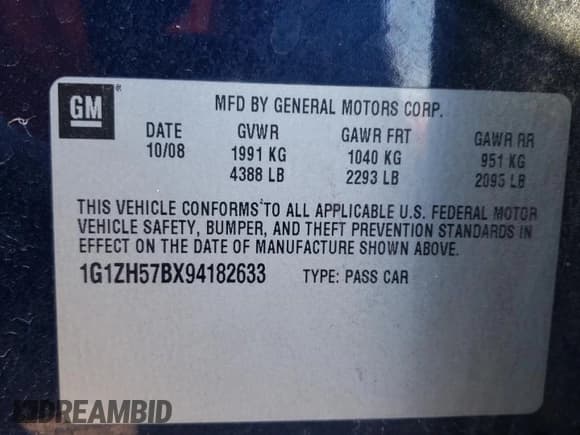 GM ®
MFD BY GENERAL MOTORS CORP.
DATE GVWR GAWR FRT GAWR RR
10/08 1991 KG 1040 KG 951 KG
4388 LB 2293 LB 2095 LB
THIS VEHICLE CONFORMS TO ALL APPLICABLE U.S. FEDERAL MOTOR
VEHICLE SAFETY, BUMPER, AND THEFT PREVENTION STANDARDS IN
EFFECT ON THE DATE OF MANUFACTURE SHOWN ABOVE.
1G1ZH57BX94182633 TYPE: PASS CAR
DREAMBID